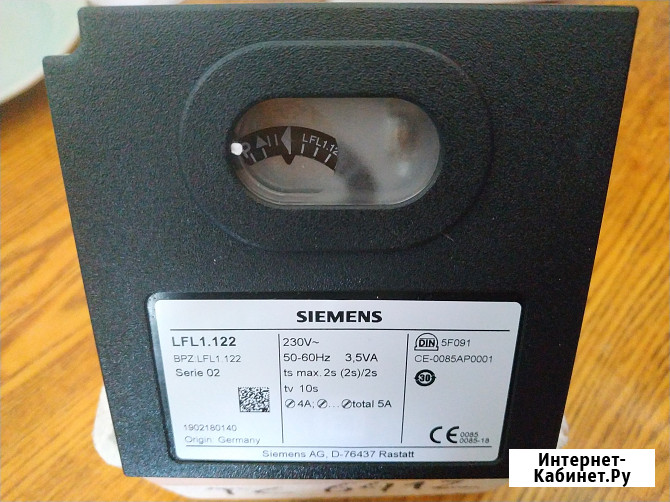 LFL1.12
SIEMENS
LFL1.122
BPZ:LFL1.122
Serie 02
1902180140
Origin: Germany
230V~
50-60Hz 3,5VA
ts max. 2s (2s)/2s
tv 10s
4A; ... total 5A
DIN 5F091
CE-0085AP0001
30
CE 0085
0085-18
Siemens AG, D-76437 Rastatt
Интернет-
Кабинет.Ру